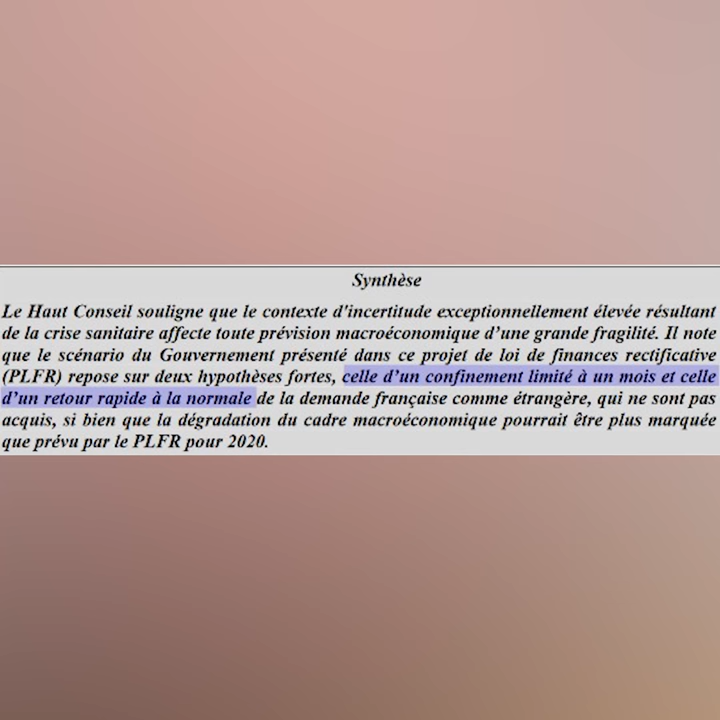 Synthèse
Le Haut Conseil souligne que le contexte d'incertitude exceptionnellement élevée résultant
de la crise sanitaire affecte toute prévision macroéconomique d’une grande fragilité. Il note
que le scénario du Gouvernement présenté dans ce projet de loi de finances rectificative
(PLFR) repose sur deux hypothèses fortes, celle d’un confinement limité à un mois et celle
d’un retour rapide à la normale de la demande française comme étrangère, qui ne sont pas
acquis, si bien que la dégradation du cadre macroéconomique pourrait être plus marquée
que prévu par le PLFR pour 2020.